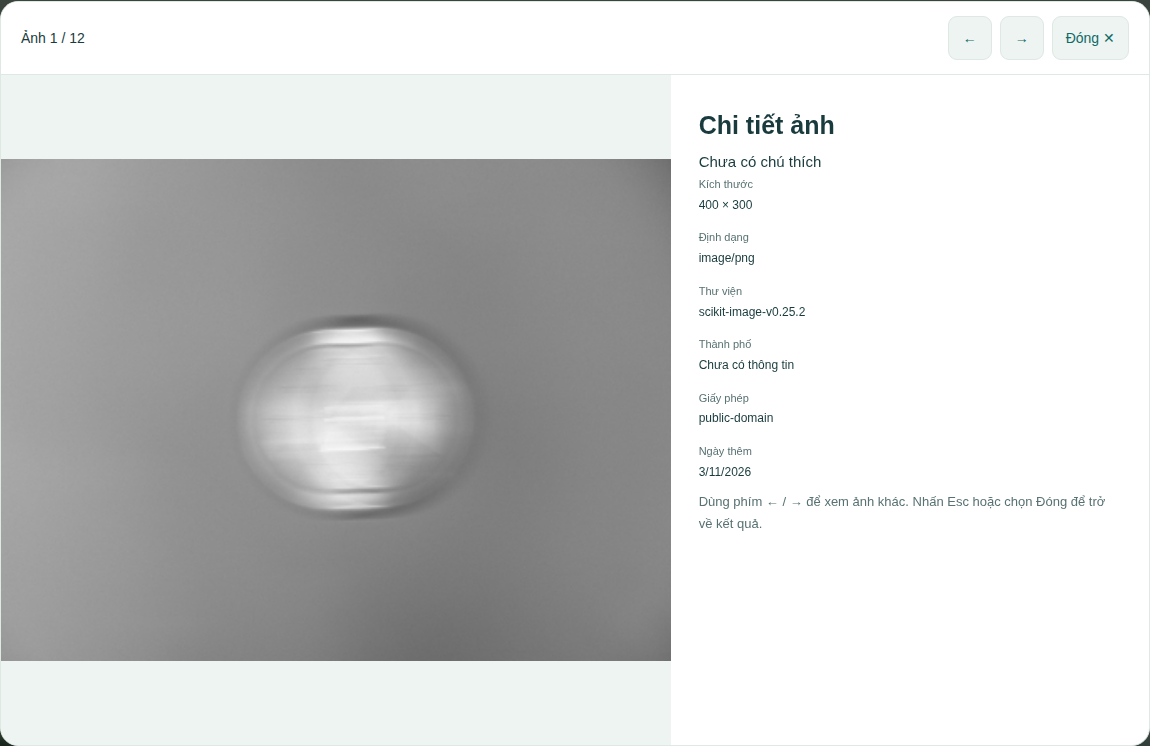 Ảnh 1 / 12
←
→
Đóng ✕
Chi tiết ảnh
Chưa có chú thích
Kích thước
400 × 300
Định dạng
image/png
Thư viện
scikit-image-v0.25.2
Thành phố
Chưa có thông tin
Giấy phép
public-domain
Ngày thêm
3/11/2026
Dùng phím ← / → để xem ảnh khác. Nhấn Esc hoặc chọn Đóng để trở
về kết quả.